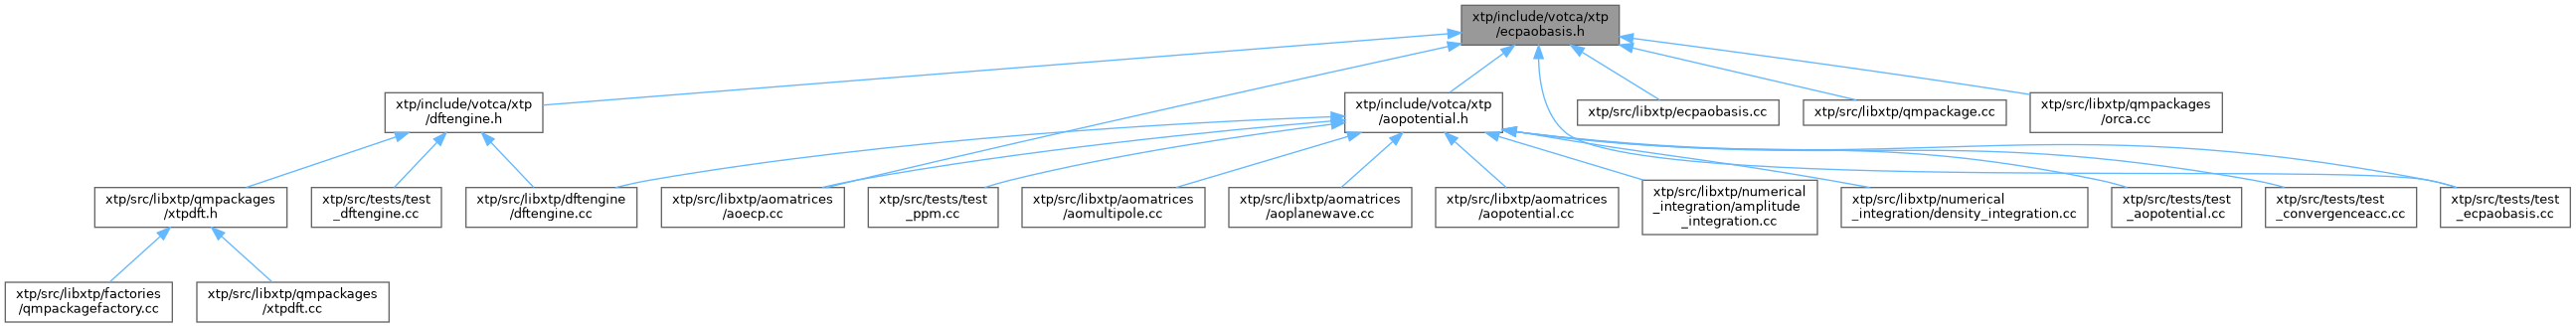 xtp/include/votca/xtp
/ecpaobasis.h
xtp/include/votca/xtp
/dftengine.h
xtp/include/votca/xtp
/aopotential.h
xtp/src/libxtp/ecpaobasis.cc
xtp/src/libxtp/qmpackage.cc
xtp/src/libxtp/qmpackages
/orca.cc
xtp/src/libxtp/qmpackages
/xtpdft.h
xtp/src/tests/test
_dftengine.cc
xtp/src/libxtp/dftengine
/dftengine.cc
xtp/src/libxtp/aomatrices
/aoecp.cc
xtp/src/tests/test
_ppm.cc
xtp/src/libxtp/aomatrices
/aomultipole.cc
xtp/src/libxtp/aomatrices
/aoplanewave.cc
xtp/src/libxtp/aomatrices
/aopotential.cc
xtp/src/libxtp/numerical
_integration/amplitude
_integration.cc
xtp/src/libxtp/numerical
_integration/density_integration.cc
xtp/src/tests/test
_aopotential.cc
xtp/src/tests/test
_convergenceacc.cc
xtp/src/tests/test
_ecpaobasis.cc
xtp/src/libxtp/factories
/qmpackagefactory.cc
xtp/src/libxtp/qmpackages
/xtpdft.cc